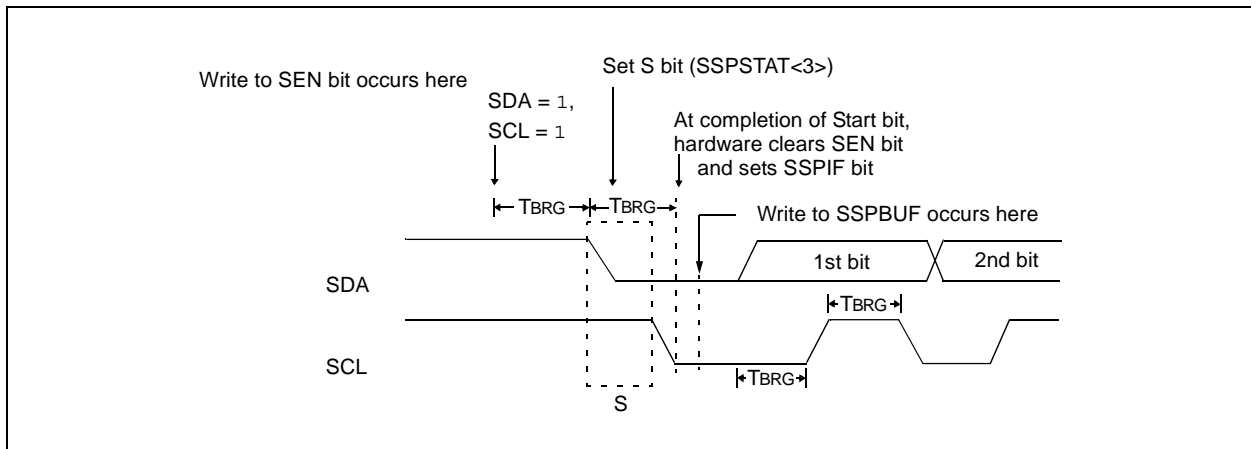 Write to SEN bit occurs here
Set S bit (SSPSTAT<3>)
SDA = 1,
SCL = 1
At completion of Start bit,
hardware clears SEN bit
and sets SSPIF bit
TBRG
TBRG
Write to SSPBUF occurs here
SDA
1st bit
2nd bit
TBRG
SCL
TBRG
S